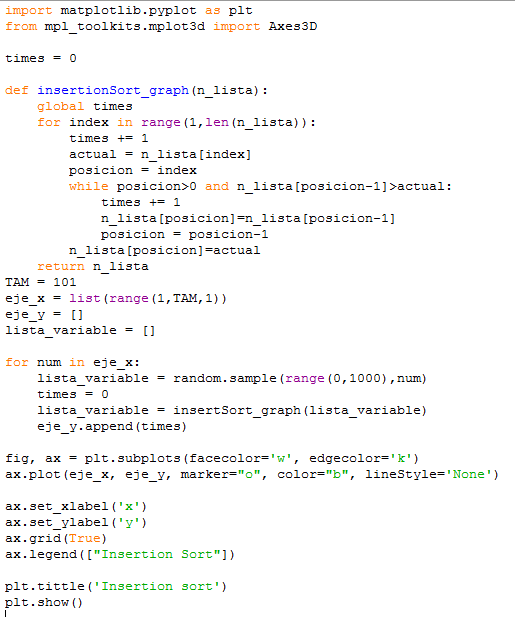 import matplotlib.pyplot as plt
from mpl_toolkits.mplot3d import Axes3D

times = 0

def insertionSort_graph(n_lista):
    global times
    for index in range(1,len(n_lista)):
        times += 1
        actual = n_lista[index]
        posicion = index
        while posicion>0 and n_lista[posicion-1]>actual:
            times += 1
            n_lista[posicion]=n_lista[posicion-1]
            posicion = posicion-1
        n_lista[posicion]=actual
    return n_lista
TAM = 101
eje_x = list(range(1,TAM,1))
eje_y = []
lista_variable = []

for num in eje_x:
    lista_variable = random.sample(range(0,1000),num)
    times = 0
    lista_variable = insertSort_graph(lista_variable)
    eje_y.append(times)

fig, ax = plt.subplots(facecolor='w', edgecolor='k')
ax.plot(eje_x, eje_y, marker="o", color="b", lineStyle='None')

ax.set_xlabel('x')
ax.set_ylabel('y')
ax.grid(True)
ax.legend(["Insertion Sort"])

plt.tittle('Insertion sort')
plt.show()